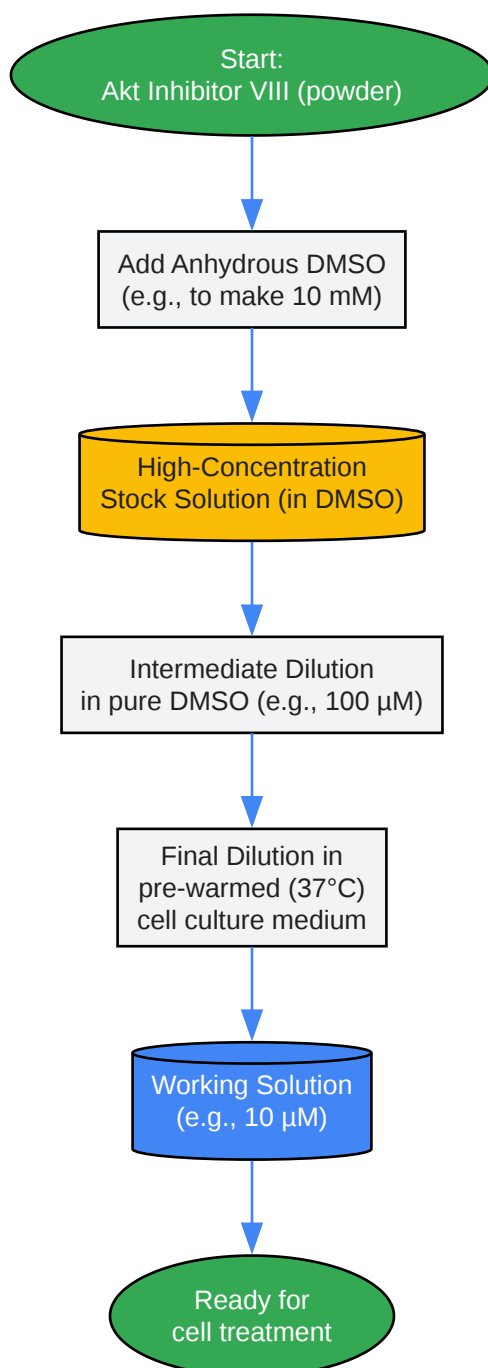 Start:
Akt Inhibitor VIII (powder)
Add Anhydrous DMSO
(e.g., to make 10 mM)
High-Concentration
Stock Solution (in DMSO)
Intermediate Dilution
in pure DMSO (e.g., 100 µM)
Final Dilution in
pre-warmed (37°C)
cell culture medium
Working Solution
(e.g., 10 µM)
Ready for
cell treatment